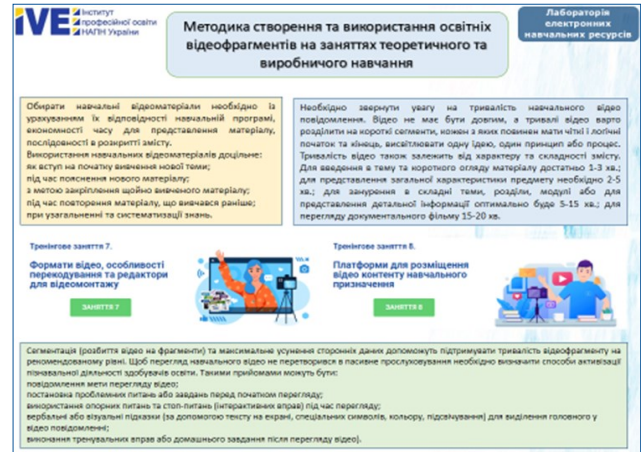 IVE
Інститут
професійної освіти
НАПН України
Методика створення та використання освітніх
відеофрагментів на заняттях теоретичного та
виробничого навчання
Лабораторія
електронних
навчальних ресурсів
Обирати навчальні відеоматеріали необхідно із
урахуванням їх відповідності навчальній програмі,
економності часу для представлення матеріалу,
послідовності в розкритті змісту.
Використання навчальних відеоматеріалів доцільне:
як вступ на початку вивчення нової теми;
під час пояснення нового матеріалу;
з метою закріплення щойно вивченого матеріалу;
під час повторення матеріалу, що вивчався раніше;
при узагальненні та систематизації знань.
Необхідно звернути увагу на тривалість навчального відео
повідомлення. Відео не має бути довгим, а тривалі відео варто
розділити на короткі сегменти, кожен з яких повинен мати чіткі і логічні
початок та кінець, висвітлювати одну ідею, один принцип або процес.
Тривалість відео також залежить від характеру та складності змісту.
Для введення в тему та короткого огляду матеріалу достатньо 1-3 хв.;
для представлення загальної характеристики предмету необхідно 2-5
хв.; для занурення в складні теми, розділи, модулі або для
представлення детальної інформації оптимально буде 5-15 хв.; для
перегляду документального фільму 15-20 хв.
Тренінгове заняття 7.
Формати відео, особливості
перекодування та редактори
для відеомонтажу
ЗАНЯТТЯ 7
Тренінгове заняття 8.
Платформи для розміщення
відео контенту навчального
призначення
ЗАНЯТТЯ 8
Сегментація (розбиття відео на фрагменти) та максимальне усунення сторонніх даних допоможуть підтримувати тривалість відеофрагменту на
рекомендованому рівні. Щоб перегляд навчального відео не перетворився в пасивне прослуховування необхідно визначити способи активізації
пізнавальної діяльності здобувачів освіти. Такими прийомами можуть бути:
повідомлення мети перегляду відео;
постановка проблемних питань або завдань перед початком перегляду;
використання опорних питань та стоп-питань (інтерактивних вправ) під час перегляду;
вербальні або візуальні підказки (за допомогою тексту на екрані, спеціальних символів, кольору, підсвічування) для виділення головного у
відео повідомленні;
виконання тренувальних вправ або домашнього завдання після перегляду відео).